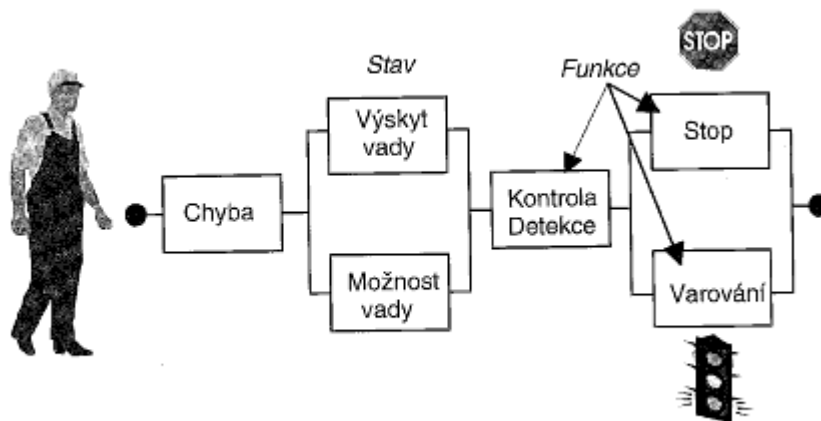 STOP
Stav
Funkce
Výskyt
vady
Stop
Chyba
Kontrola
Detekce
Možnost
vady
Varování